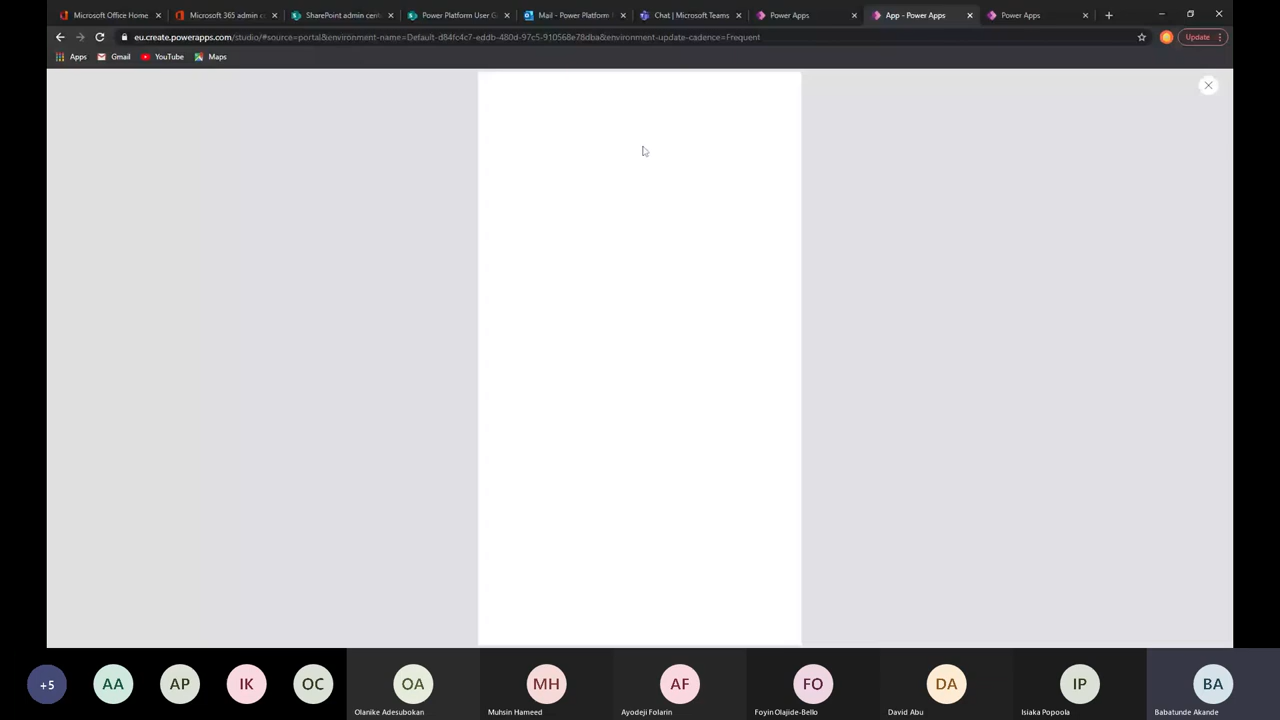 Microsoft Office Home
Microsoft 365 admin c
SharePoint admin cent
Power Platform User G
Mail - Power Platform
Chat | Microsoft Teams
Power Apps
App - Power Apps
Power Apps
eu.create.powerapps.com/studio/#source=portal&environment-name=Default-d84fc4c7-eddb-480d-97c5-910568e78dba&environment-update-cadence=Frequent
Update
Apps
Gmail
YouTube
Maps
+5
AA
AP
IK
OC
OA
MH
AF
FO
DA
IP
BA
Olanike Adesubokan
Muhsin Hameed
Ayodeji Folarin
Foyin Olajide-Bello
David Abu
Isiaka Popoola
Babatunde Akande